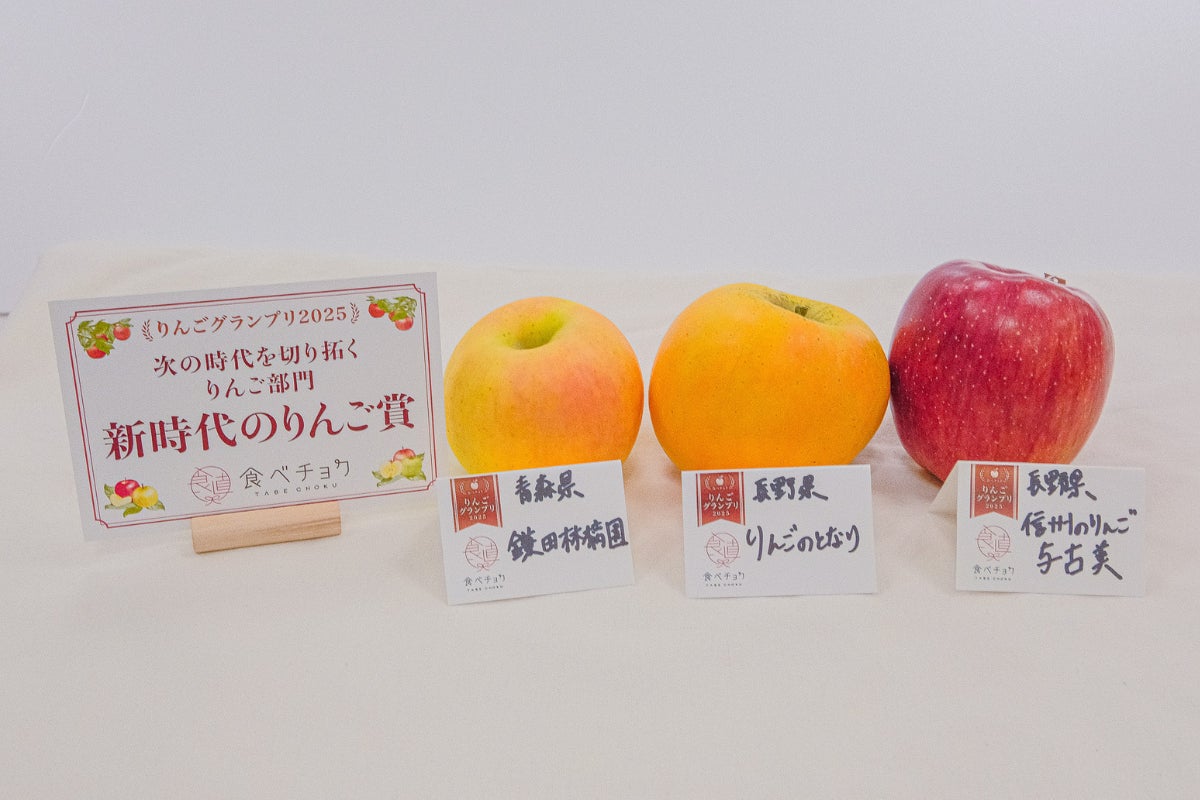 りんごグランプリ2025
次の時代を切り拓く
りんご部門
新時代のりんご賞
食べチョク
TABE CHOKU
りんご
グランプリ
2025
食べチョク
TABE CHOKU
青森県
鎌田林檎園
りんご
グランプリ
2025
食べチョク
TABE CHOKU
長野県
りんごのとなり
りんご
グランプリ
2025
食べチョク
TABE CHOKU
長野県
信州のりんご
与古美